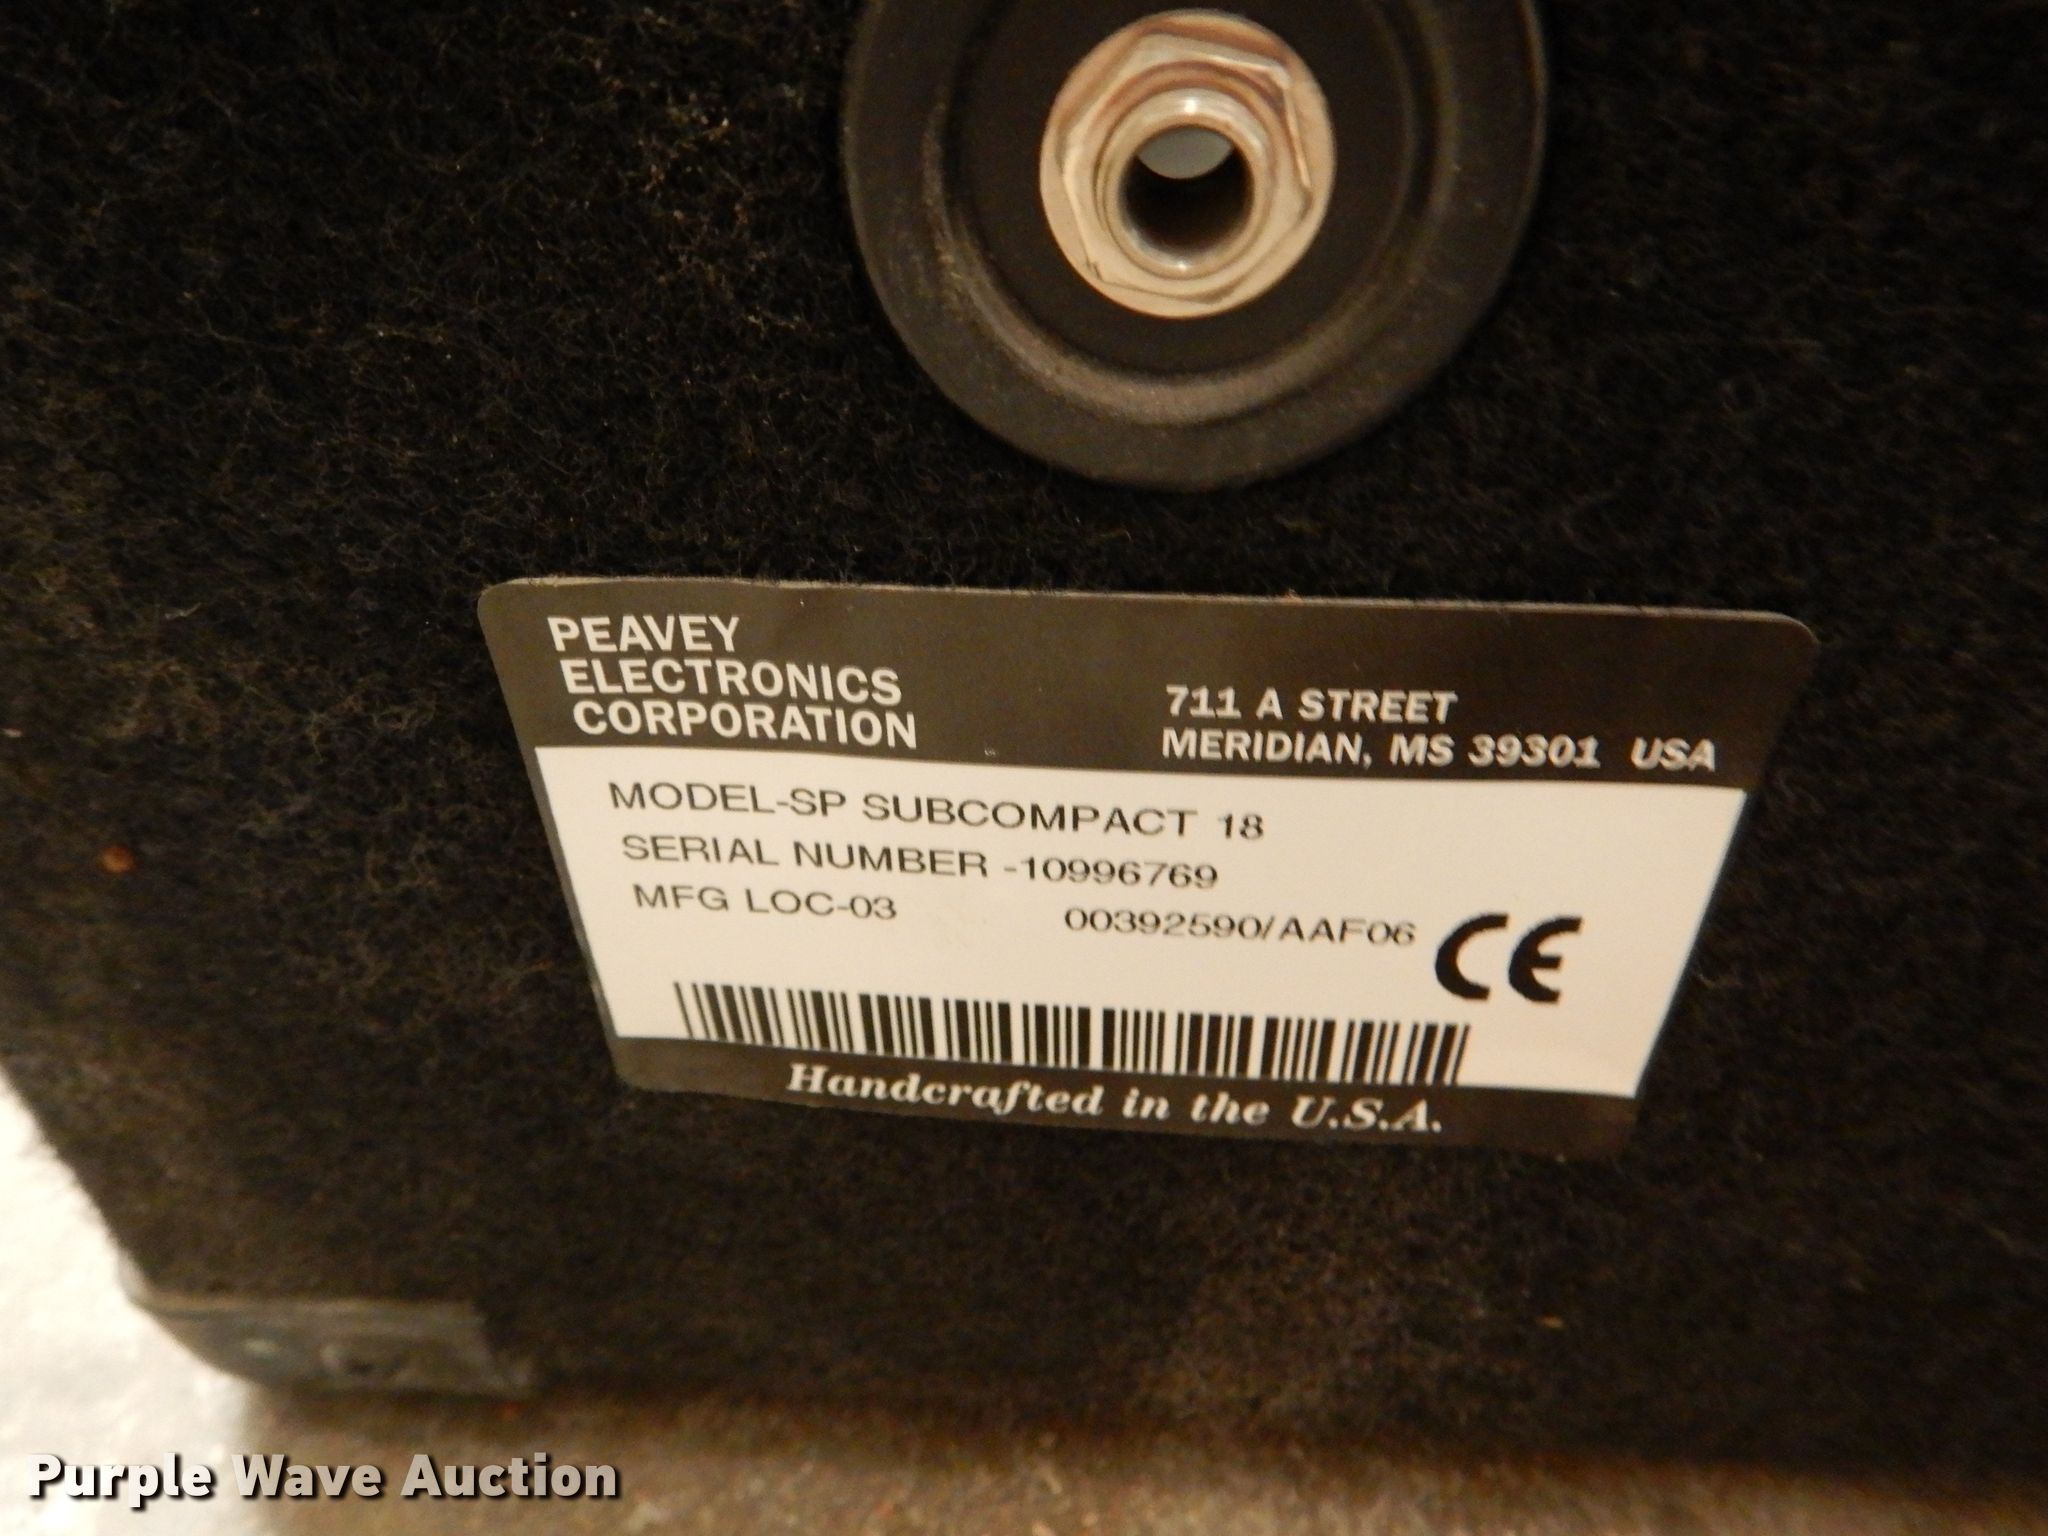 PEAVEY
ELECTRONICS
CORPORATION
711 A STREET
MERIDIAN, MS 39301 USA
MODEL-SP SUBCOMPACT 18
SERIAL NUMBER -10996769
MFG LOC-03 00392590/AAF06 CE
Handcrafted in the U.S.A.
Purple Wave Auction